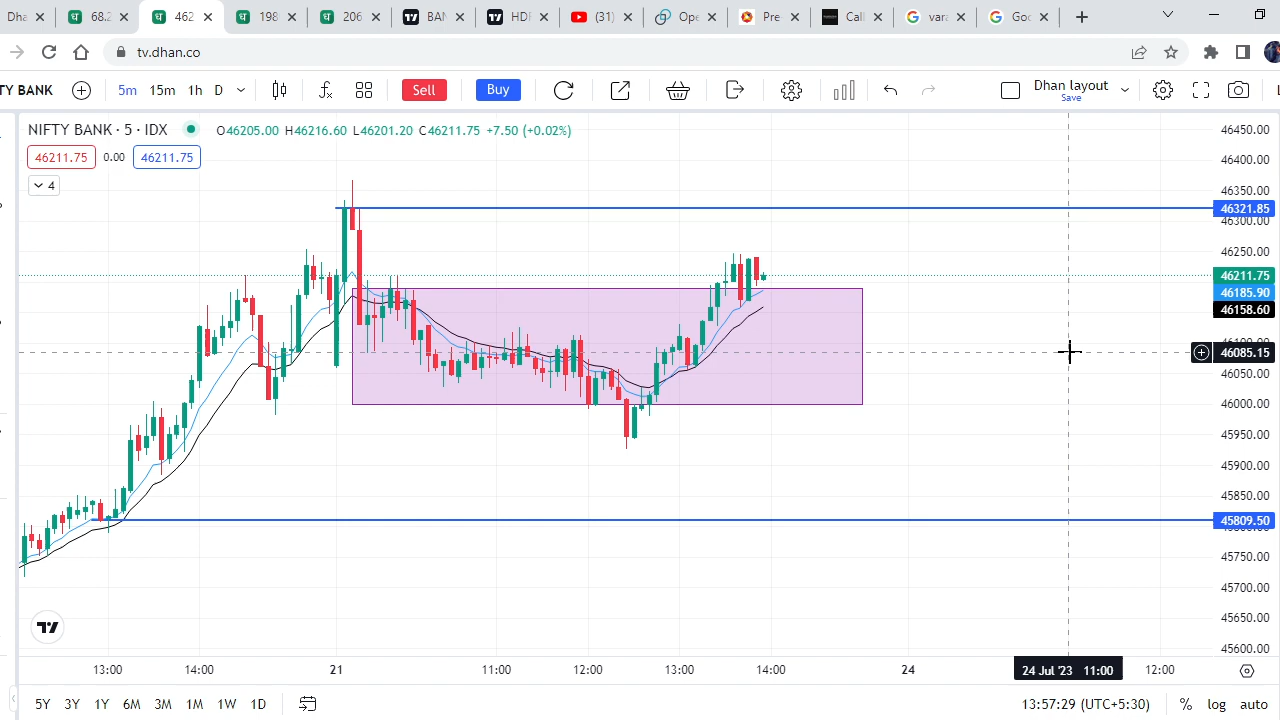 Dha
68.2
462
198
206
BAN
HDF
(31)
Ope
Pre
Cal
var
Goo
tv.dhan.co
TY BANK
5m 15m 1h D
Sell
Buy
Dhan layout
Save
NIFTY BANK · 5 · IDX
O46205.00 H46216.60 L46201.20 C46211.75 +7.50 (+0.02%)
46211.75 0.00 46211.75
4
46450.00
46400.00
46350.00
46321.85
46300.00
46250.00
46211.75
46185.90
46158.60
46085.15
46050.00
46000.00
45950.00
45900.00
45850.00
45809.50
45750.00
45700.00
45650.00
45600.00
13:00 14:00 21 11:00 12:00 13:00 14:00 24 24 Jul '23 11:00 12:00
5Y 3Y 1Y 6M 3M 1M 1W 1D
13:57:29 (UTC+5:30) % log auto